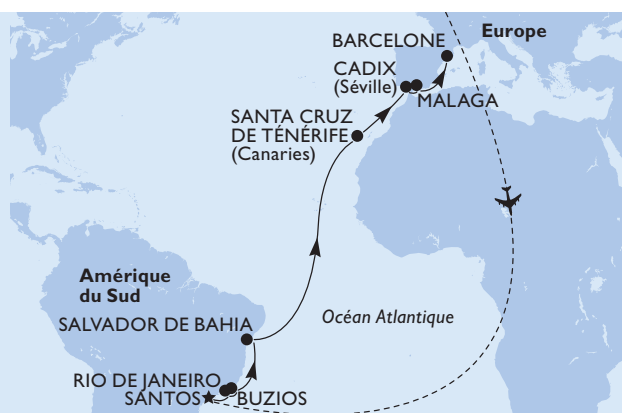 Europe
BARCELONE
CADIX
(Séville)
MALAGA
SANTA CRUZ
DE TÉNÉRIFE
(Canaries)
Amérique
du Sud
Océan Atlantique
SALVADOR DE BAHIA
RIO DE JANEIRO
SANTOS
BUZIOS